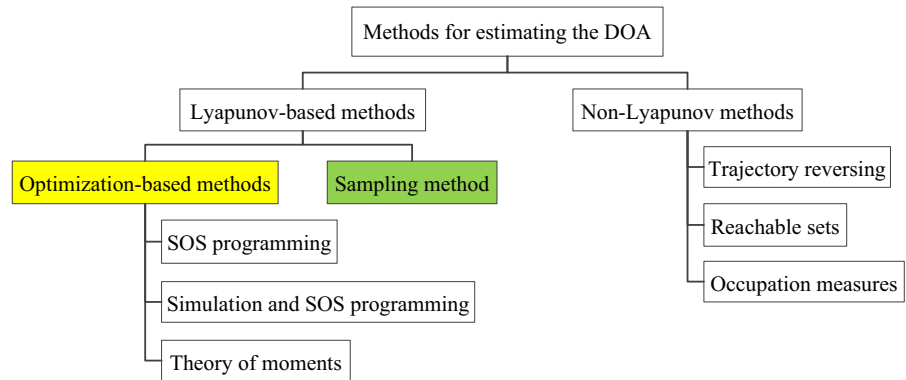 Methods for estimating the DOA
Lyapunov-based methods
Non-Lyapunov methods
Optimization-based methods
Sampling method
SOS programming
Simulation and SOS programming
Theory of moments
Trajectory reversing
Reachable sets
Occupation measures